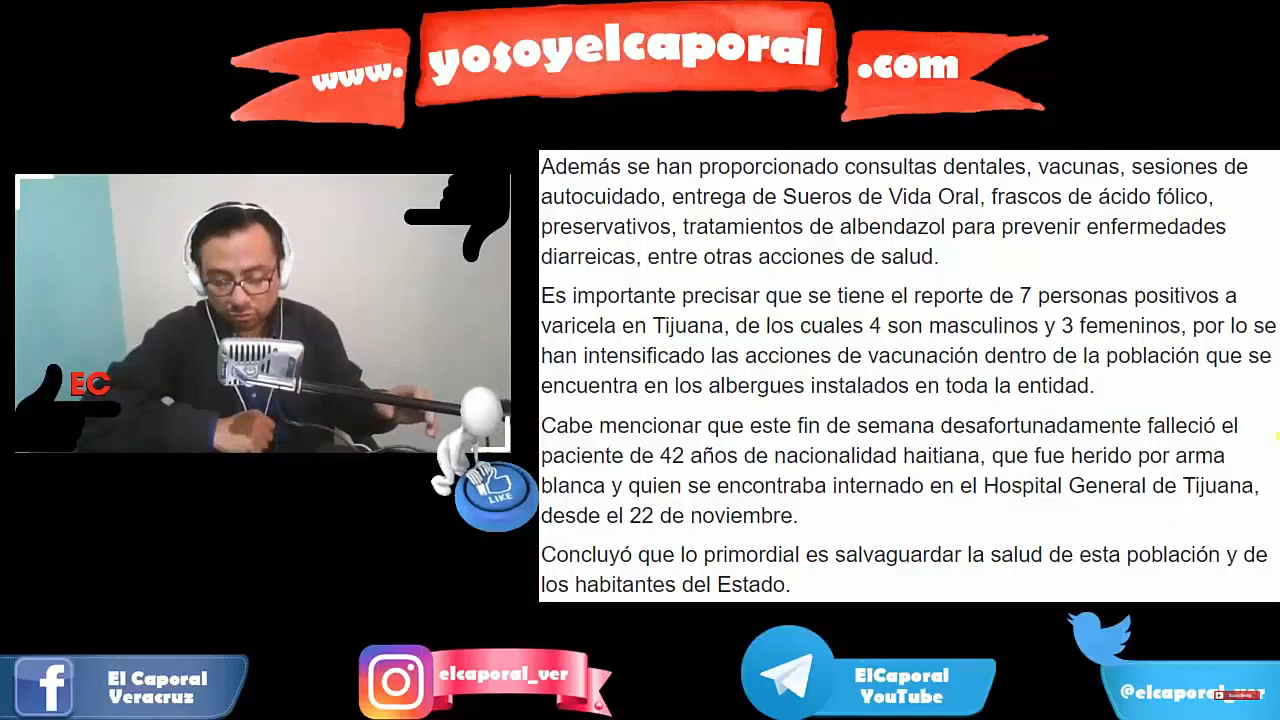 www. yosoyelcaporal .com
Además se han proporcionado consultas dentales, vacunas, sesiones de
autocuidado, entrega de Sueros de Vida Oral, frascos de ácido fólico,
preservativos, tratamientos de albendazol para prevenir enfermedades
diarreicas, entre otras acciones de salud.
Es importante precisar que se tiene el reporte de 7 personas positivos a
varicela en Tijuana, de los cuales 4 son masculinos y 3 femeninos, por lo se
han intensificado las acciones de vacunación dentro de la población que se
encuentra en los albergues instalados en toda la entidad.
Cabe mencionar que este fin de semana desafortunadamente falleció el
paciente de 42 años de nacionalidad haitiana, que fue herido por arma
blanca y quien se encontraba internado en el Hospital General de Tijuana,
desde el 22 de noviembre.
Concluyó que lo primordial es salvaguardar la salud de esta población y de
los habitantes del Estado.
EC
LIKE
f
El Caporal
Veracruz
elcaporal_ver
ElCaporal
YouTube
@elcaporal_ver